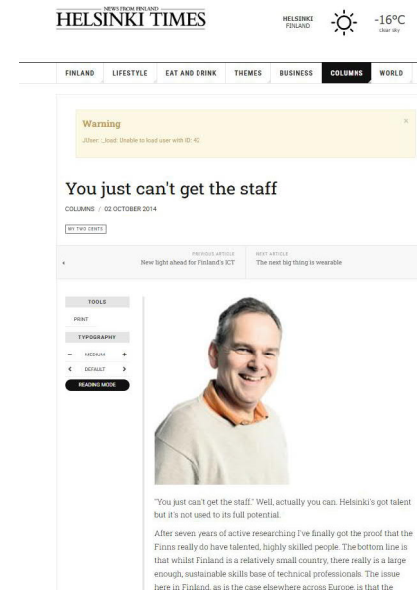 NEWS FROM FINLAND
HELSINKI TIMES
HELSINKI
FINLAND
-16°C
clear sky
FINLAND LIFESTYLE EAT AND DRINK THEMES BUSINESS COLUMNS WORLD
Warning
×
JUser: :_load: Unable to load user with ID: 42
You just can't get the staff
COLUMNS / 02 OCTOBER 2014
MY TWO CENTS
PREVIOUS ARTICLE
New light ahead for Finland's ICT
NEXT ARTICLE
The next big thing is wearable
TOOLS
PRINT
TYPOGRAPHY
− MEDIUM +
< DEFAULT >
READING MODE
"You just can't get the staff." Well, actually you can. Helsinki's got talent
but it's not used to its full potential.
After seven years of active researching I've finally got the proof that the
Finns really do have talented, highly skilled people. The bottom line is
that whilst Finland is a relatively small country, there really is a large
enough, sustainable skills base of technical professionals. The issue
here in Finland, as is the case elsewhere across Europe, is that the